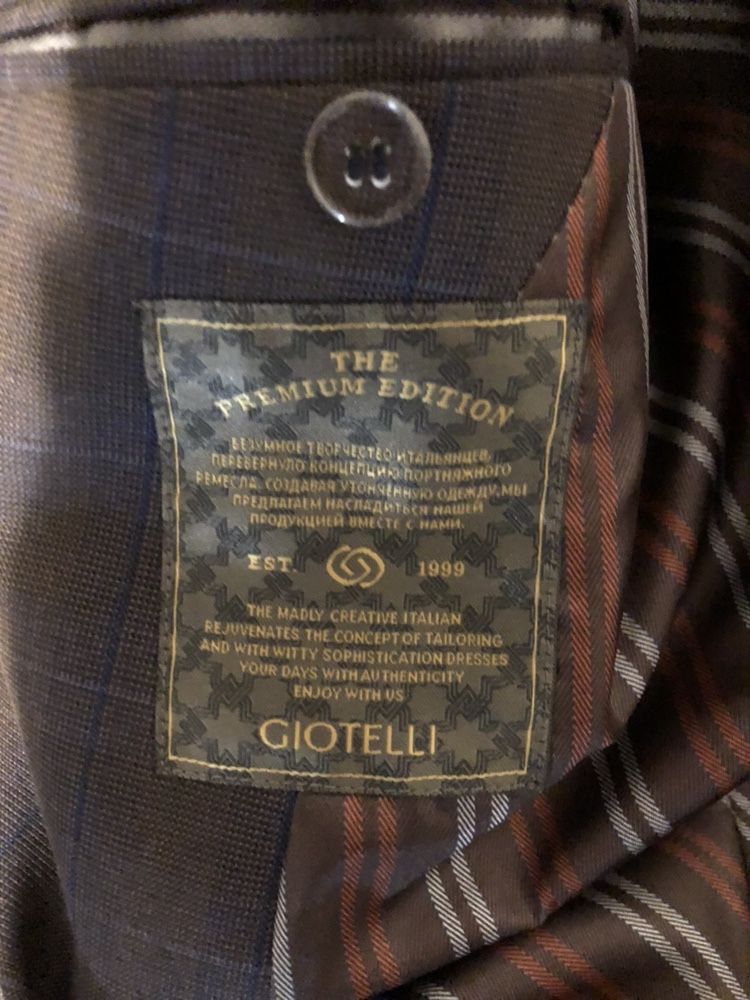 THE
PREMIUM EDITION
БЕЗУМНОЕ ТВОРЧЕСТВО ИТАЛЬЯНЦЕВ,
ПЕРЕВЕРНУЛО КОНЦЕПЦИЮ ПОРТНЯЖНОГО
РЕМЕСЛА, СОЗДАВАЯ УТОНЧЕННУЮ ОДЕЖДУ, МЫ
ПРЕДЛАГАЕМ НАСЛАДИТЬСЯ НАШЕЙ
ПРОДУКЦИЕЙ ВМЕСТЕ С НАМИ.
EST 1999
THE MADLY CREATIVE ITALIAN
REJUVENATES THE CONCEPT OF TAILORING
AND WITH WITTY SOPHISTICATION DRESSES
YOUR DAYS WITH AUTHENTICITY
ENJOY WITH US
GIOTELLI